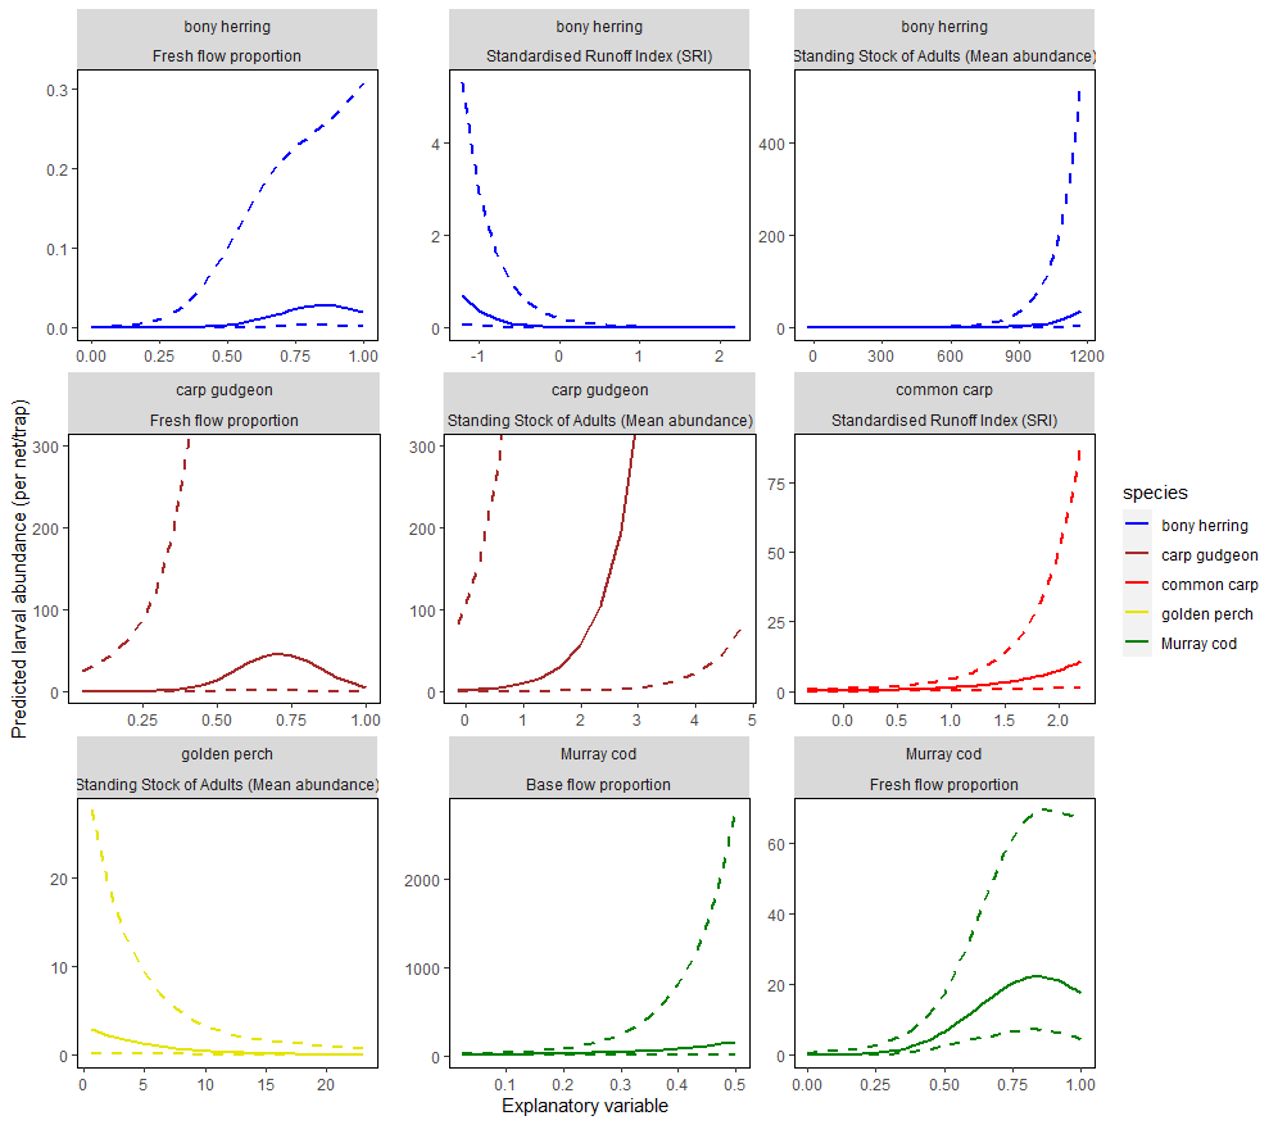 bony herring
Fresh flow proportion
0.3
0.2
0.1
0.0
0.00 0.25 0.50 0.75 1.00
bony herring
Standardised Runoff Index (SRI)
4
2
0
-1 0 1 2
bony herring
Standing Stock of Adults (Mean abundance)
400
200
0
0 300 600 900 1200
Predicted larval abundance (per net/trap)
carp gudgeon
Fresh flow proportion
300
200
100
0
0.25 0.50 0.75 1.00
carp gudgeon
Standing Stock of Adults (Mean abundance)
300
200
100
0
0 1 2 3 4 5
common carp
Standardised Runoff Index (SRI)
75
50
25
0
0.0 0.5 1.0 1.5 2.0
golden perch
Standing Stock of Adults (Mean abundance)
20
10
0
0 5 10 15 20
Murray cod
Base flow proportion
2000
1000
0
0.1 0.2 0.3 0.4 0.5
Murray cod
Fresh flow proportion
60
40
20
0
0.00 0.25 0.50 0.75 1.00
Explanatory variable
species
bony herring
carp gudgeon
common carp
golden perch
Murray cod